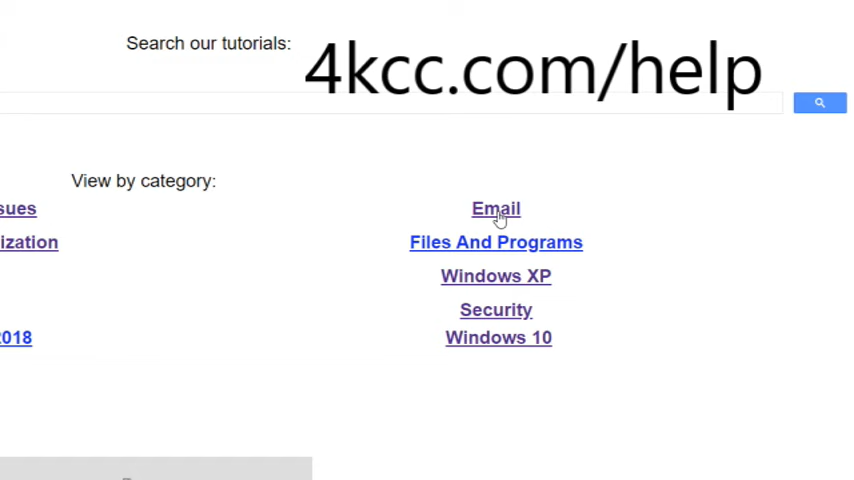 Search our tutorials:
4kcc.com/help
View by category:
sues
Email
ization
Files And Programs
Windows XP
Security
2018
Windows 10